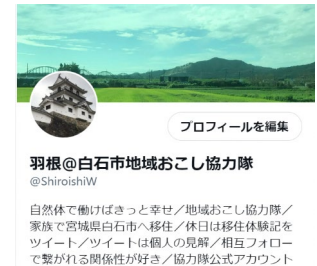 プロフィールを編集
羽根@白石市地域おこし協力隊
@ShiroishiW
自然体で働けばきっと幸せ／地域おこし協力隊／
家族で宮城県白石市へ移住／休日は移住体験記を
ツイート／ツイートは個人の見解／相互フォロー
で繋がれる関係性が好き／協力隊公式アカウント